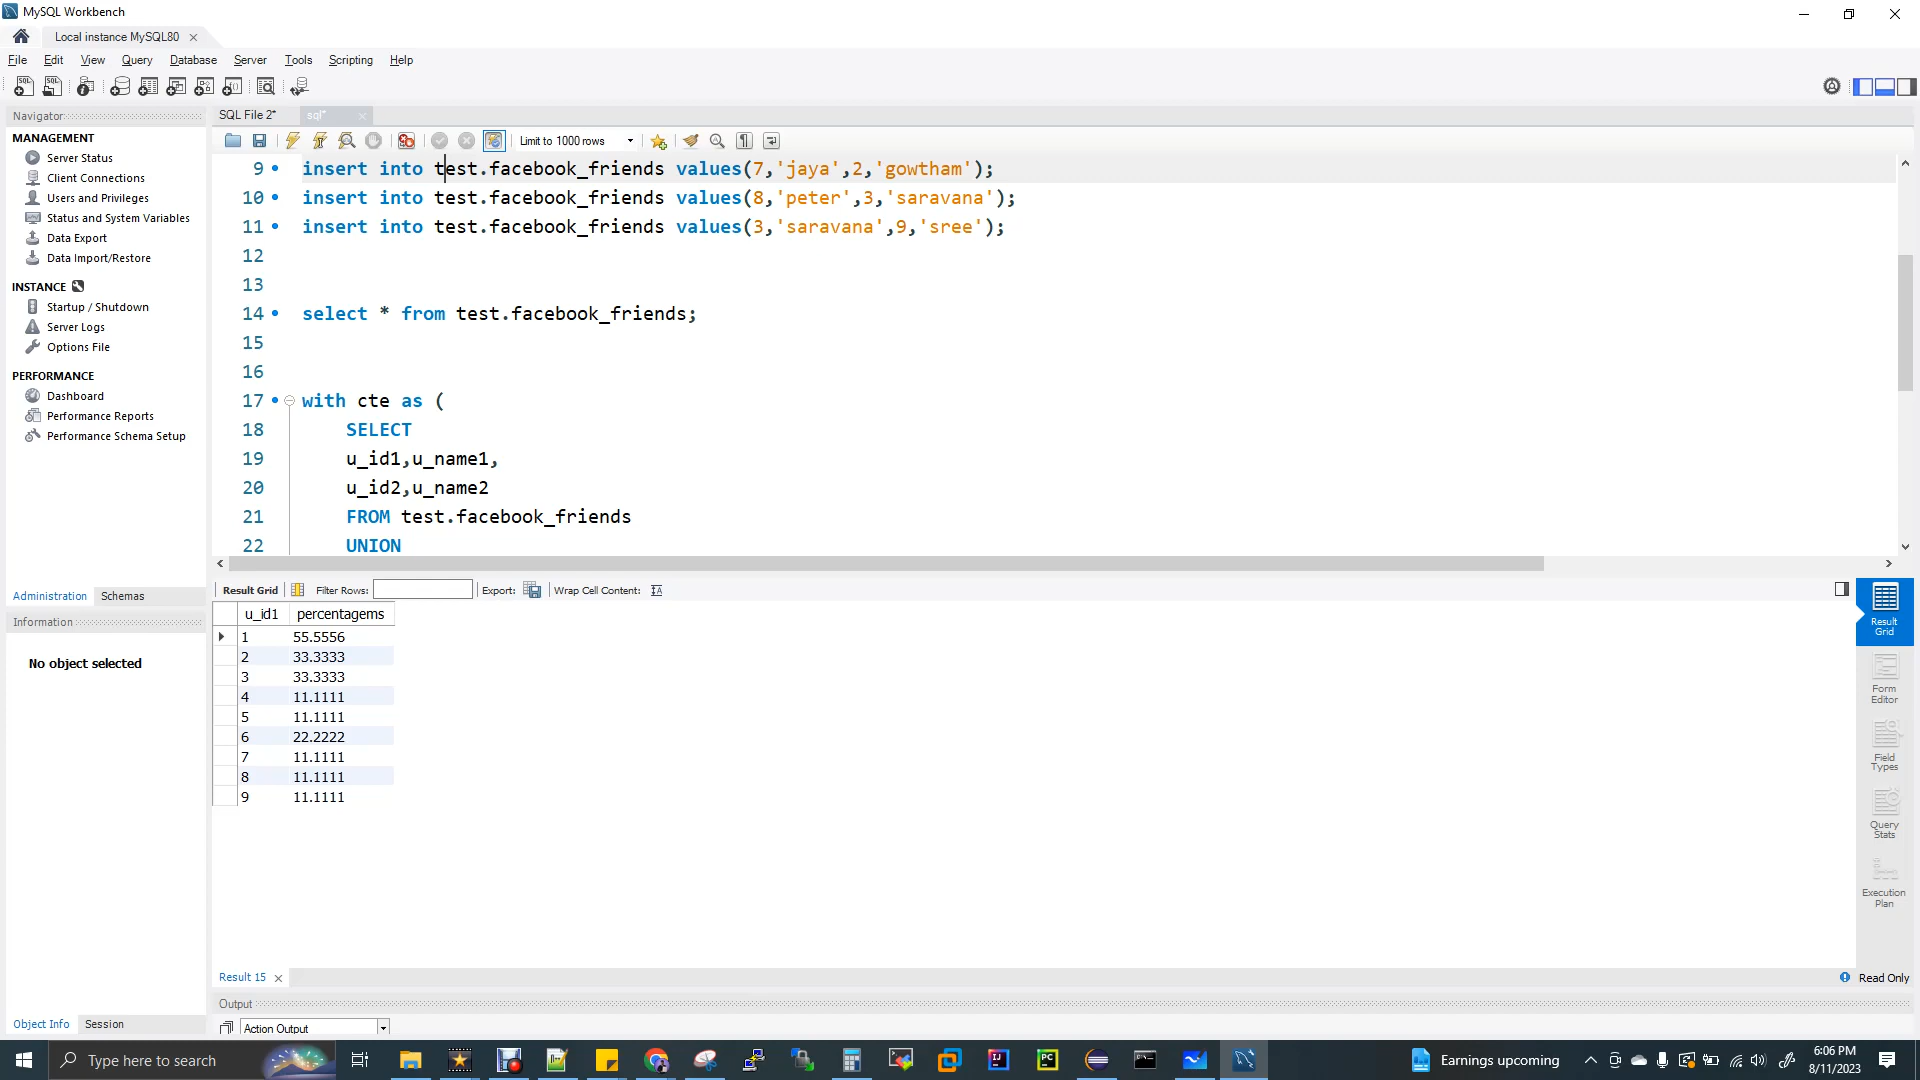 MySQL Workbench
Local instance MySQL80
File Edit View Query Database Server Tools Scripting Help
Navigator
SQL File 2* sql*
MANAGEMENT
Server Status
Client Connections
Users and Privileges
Status and System Variables
Data Export
Data Import/Restore
INSTANCE
Startup / Shutdown
Server Logs
Options File
PERFORMANCE
Dashboard
Performance Reports
Performance Schema Setup
Administration Schemas
Information
No object selected
Object Info Session
Limit to 1000 rows
9 insert into test.facebook_friends values(7,'jaya',2,'gowtham');
10 insert into test.facebook_friends values(8,'peter',3,'saravana');
11 insert into test.facebook_friends values(3,'saravana',9,'sree');
12
13
14 select * from test.facebook_friends;
15
16
17 with cte as (
18 SELECT
19 u_id1,u_name1,
20 u_id2,u_name2
21 FROM test.facebook_friends
22 UNION
Result Grid Filter Rows: Export: Wrap Cell Content:
u_id1 percentagems
1 55.5556
2 33.3333
3 33.3333
4 11.1111
5 11.1111
6 22.2222
7 11.1111
8 11.1111
9 11.1111
Result Grid
Form Editor
Field Types
Query Stats
Execution Plan
Result 15
Read Only
Output
Action Output
Type here to search
Earnings upcoming
6:06 PM
8/11/2023